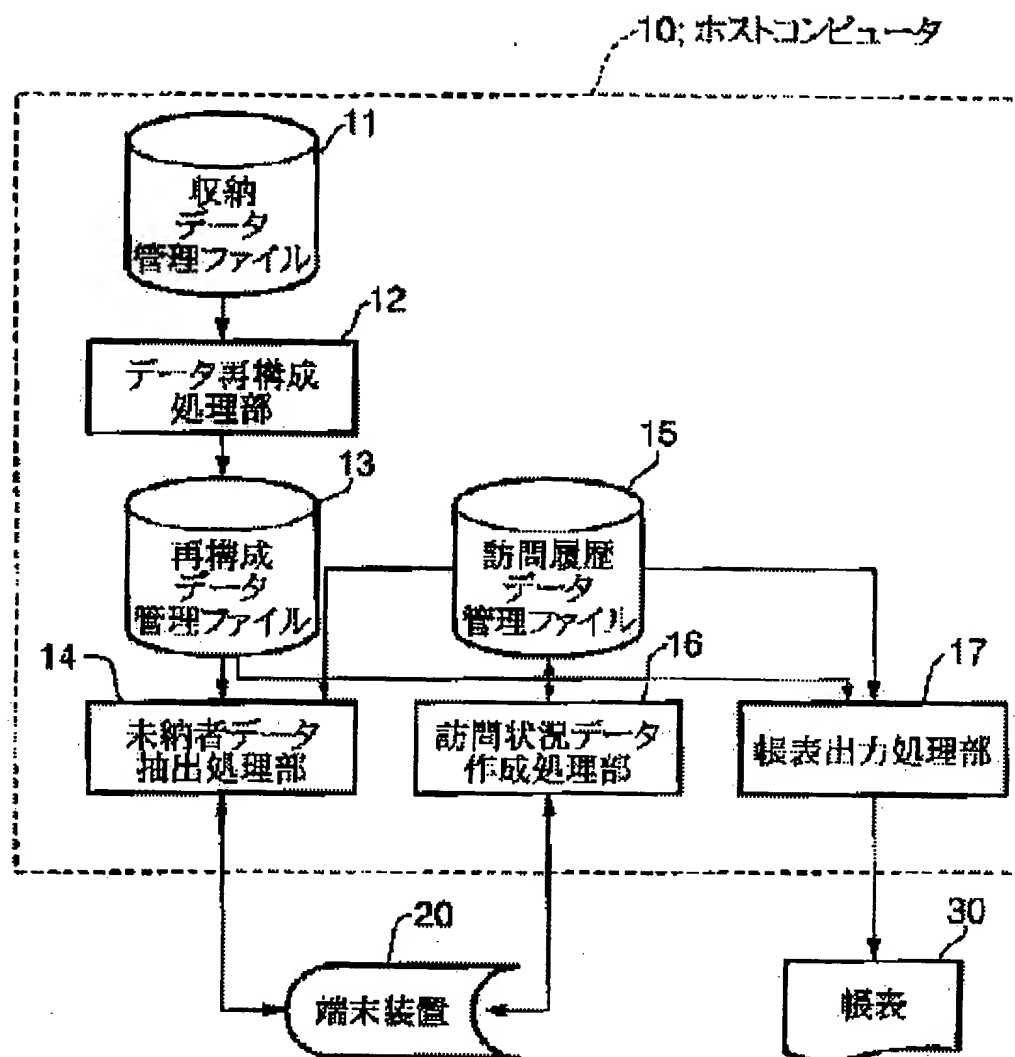 10; ホストコンピュータ
11
収納
データ
管理ファイル
12
データ再構成
処理部
13
再構成
データ
管理ファイル
15
訪問履歴
データ
管理ファイル
14
未納者データ
抽出処理部
16
訪問状況データ
作成処理部
17
帳表出力処理部
20
端末装置
30
帳表